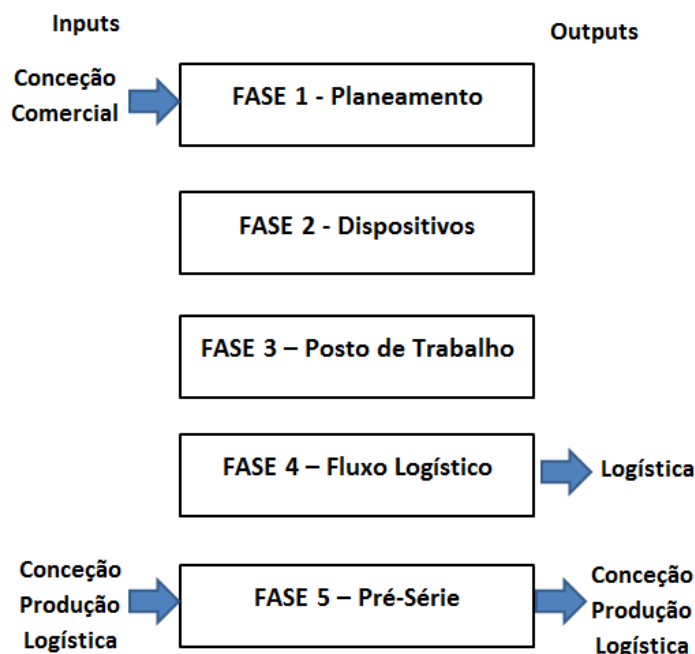 Inputs
Outputs
Conceção
Comercial
FASE 1 - Planeamento
FASE 2 - Dispositivos
FASE 3 – Posto de Trabalho
FASE 4 – Fluxo Logístico
Logística
Conceção
Produção
Logística
FASE 5 – Pré-Série
Conceção
Produção
Logística